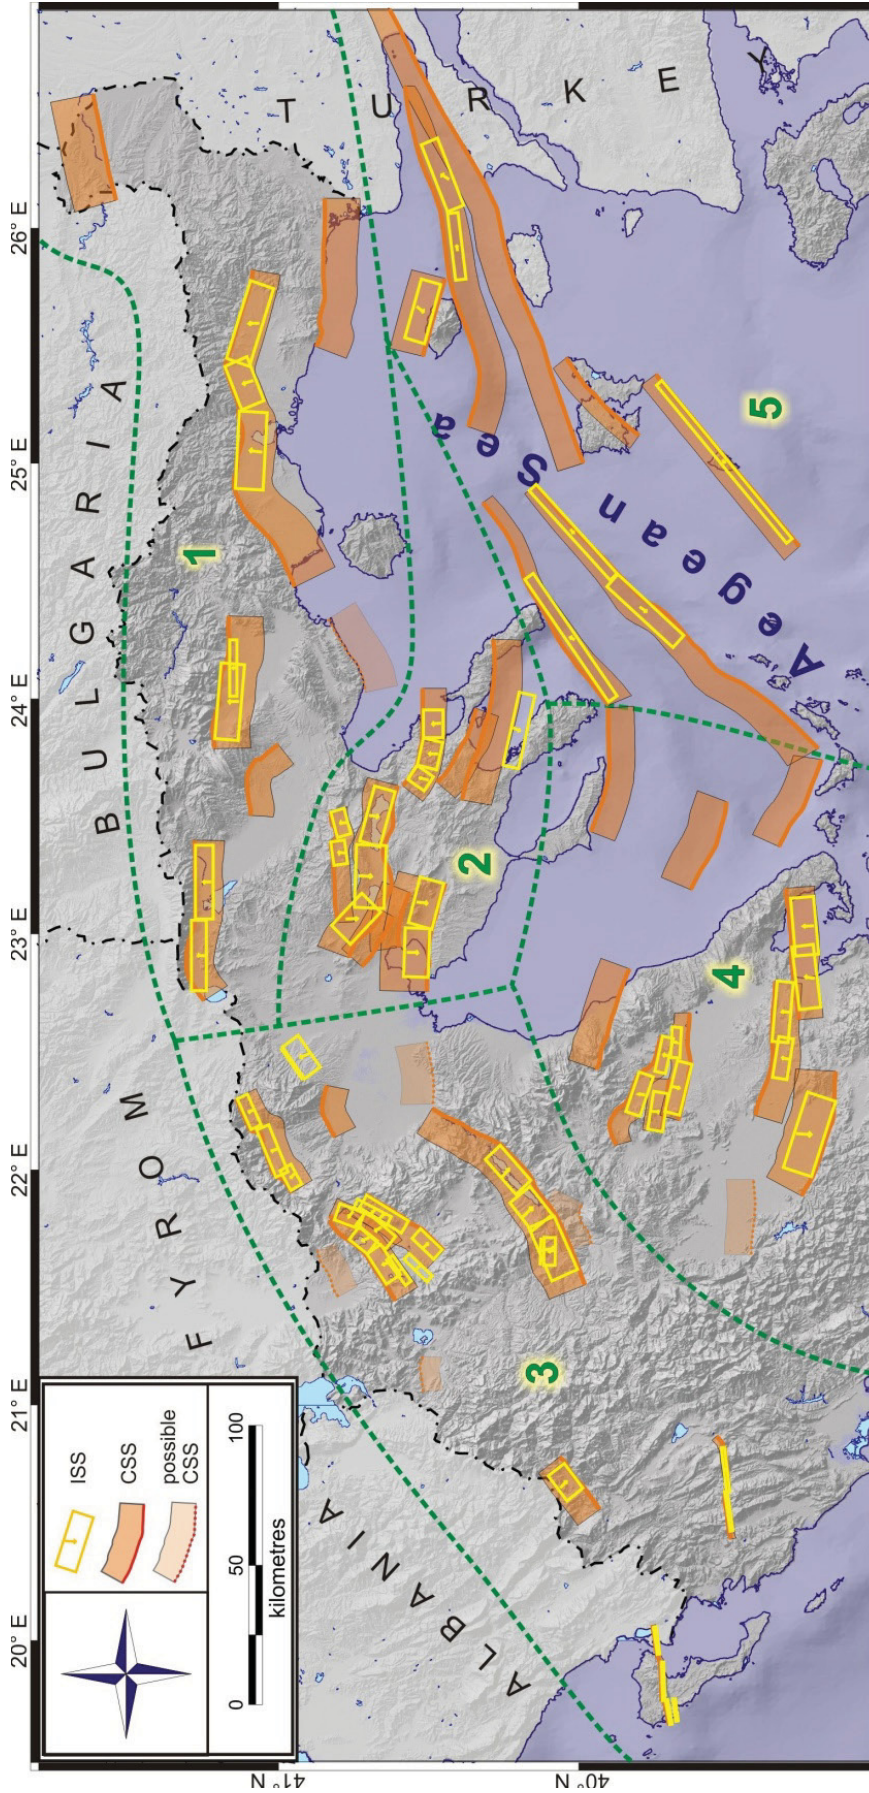 20° E
21° E
22° E
23° E
24° E
25° E
26° E
41° N
40° N
ISS
CSS
possible
CSS
0
50
100
kilometres
ALBANIA
FYROM
BULGARIA
TURKEY
Aegean Sea
1
2
3
4
5